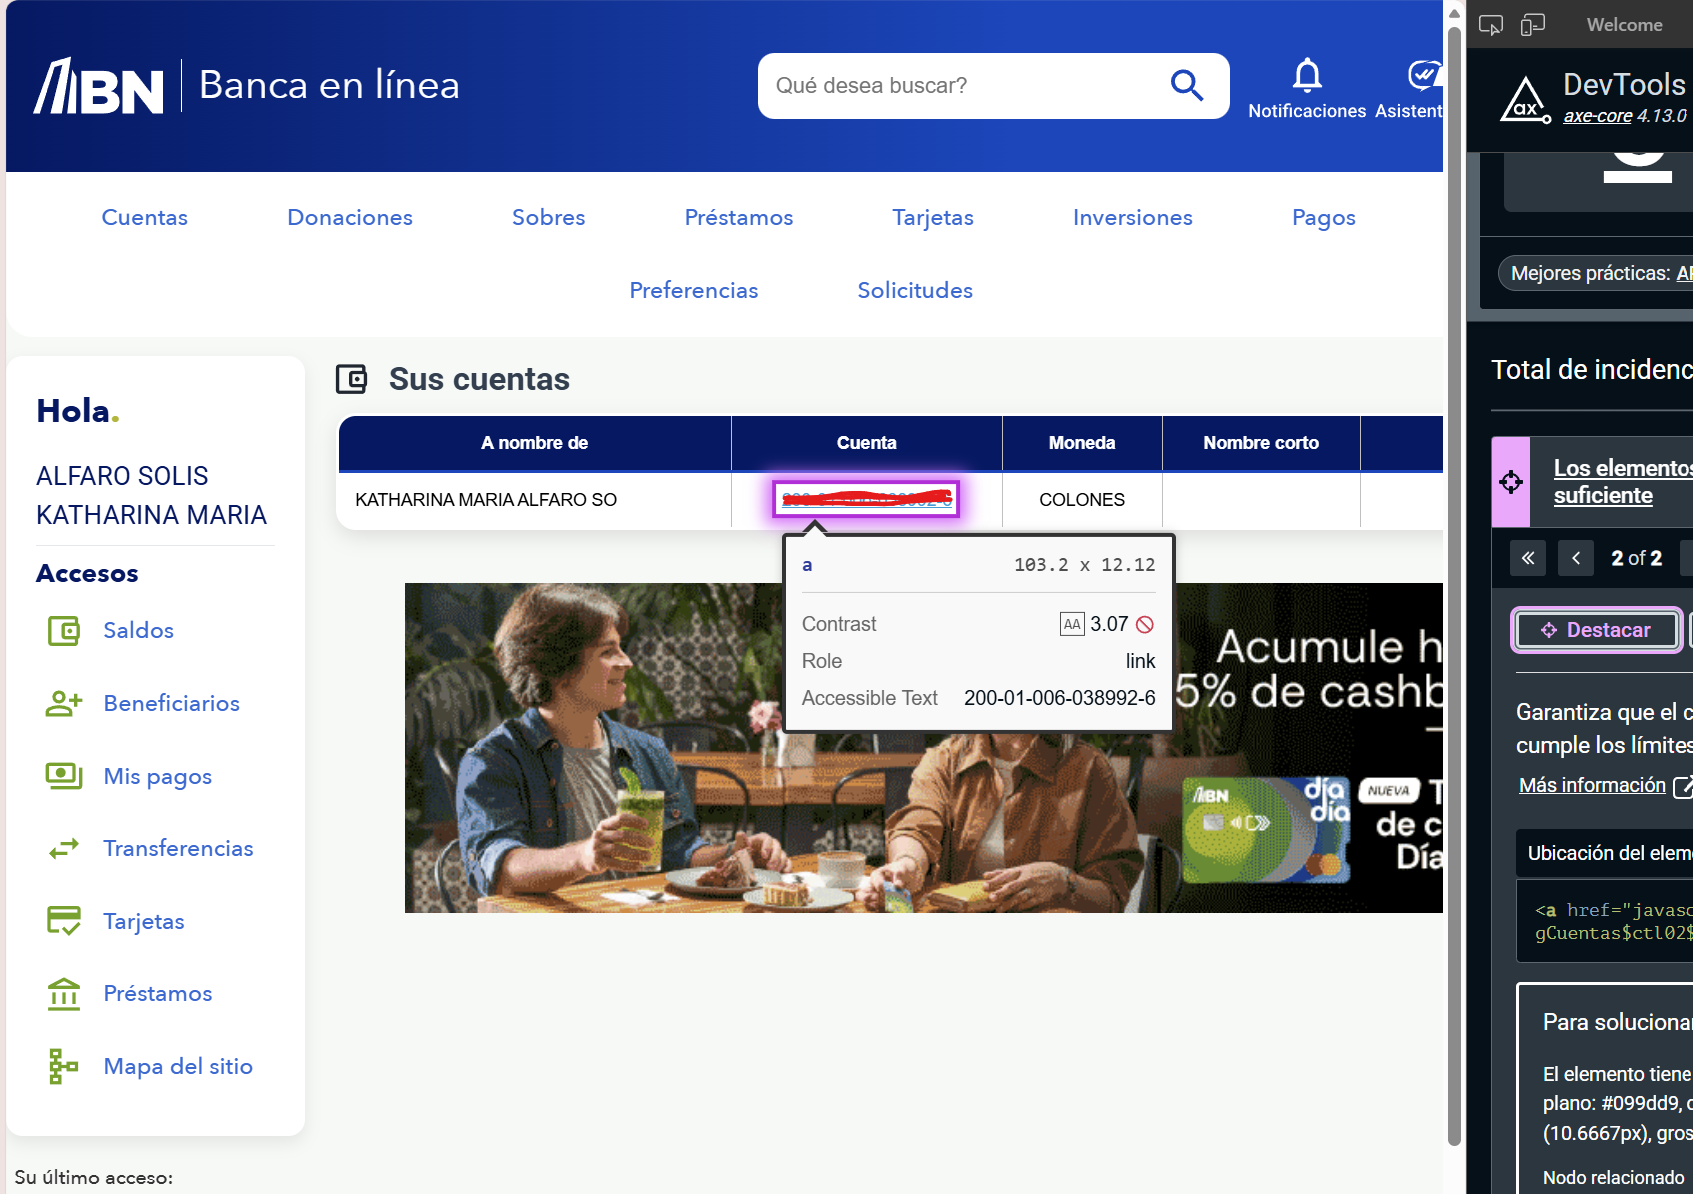 BN Banca en línea
Qué desea buscar?
Notificaciones
Asistent
Cuentas Donaciones Sobres Préstamos Tarjetas Inversiones Pagos
Preferencias Solicitudes
Hola.
ALFARO SOLIS
KATHARINA MARIA
Accesos
Saldos
Beneficiarios
Mis pagos
Transferencias
Tarjetas
Préstamos
Mapa del sitio
Su último acceso:
Sus cuentas
A nombre de Cuenta Moneda Nombre corto
KATHARINA MARIA ALFARO SO COLONES
a 103.2 x 12.12
Contrast AA 3.07
Role link
Accessible Text 200-01-006-038992-6
Acumule h
5% de cashb
BN
día
día
NUEVA T
de c
Día
Welcome
DevTools
axe-core 4.13.0
Mejores prácticas: AR
Total de incidenc
Los elementos
suficiente
2 of 2
Destacar
Garantiza que el c
cumple los límites
Más información
Ubicación del elem
<a href="javasc
gCuentas$ctl02$
Para solucionar
El elemento tiene
plano: #099dd9, c
(10.6667px), gros
Nodo relacionado